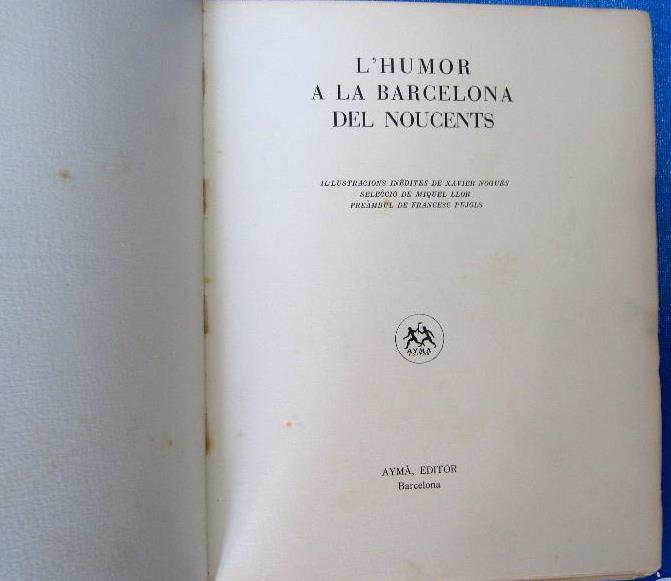 L'HUMOR
A LA BARCELONA
DEL NOUCENTS
IL·LUSTRACIONS INÈDITES DE XAVIER NOGUÉS
SELECCIÓ DE MIQUEL LLOR
PREÀMBUL DE FRANCESC PUJOLS
AYMÀ
AYMÀ, EDITOR
Barcelona